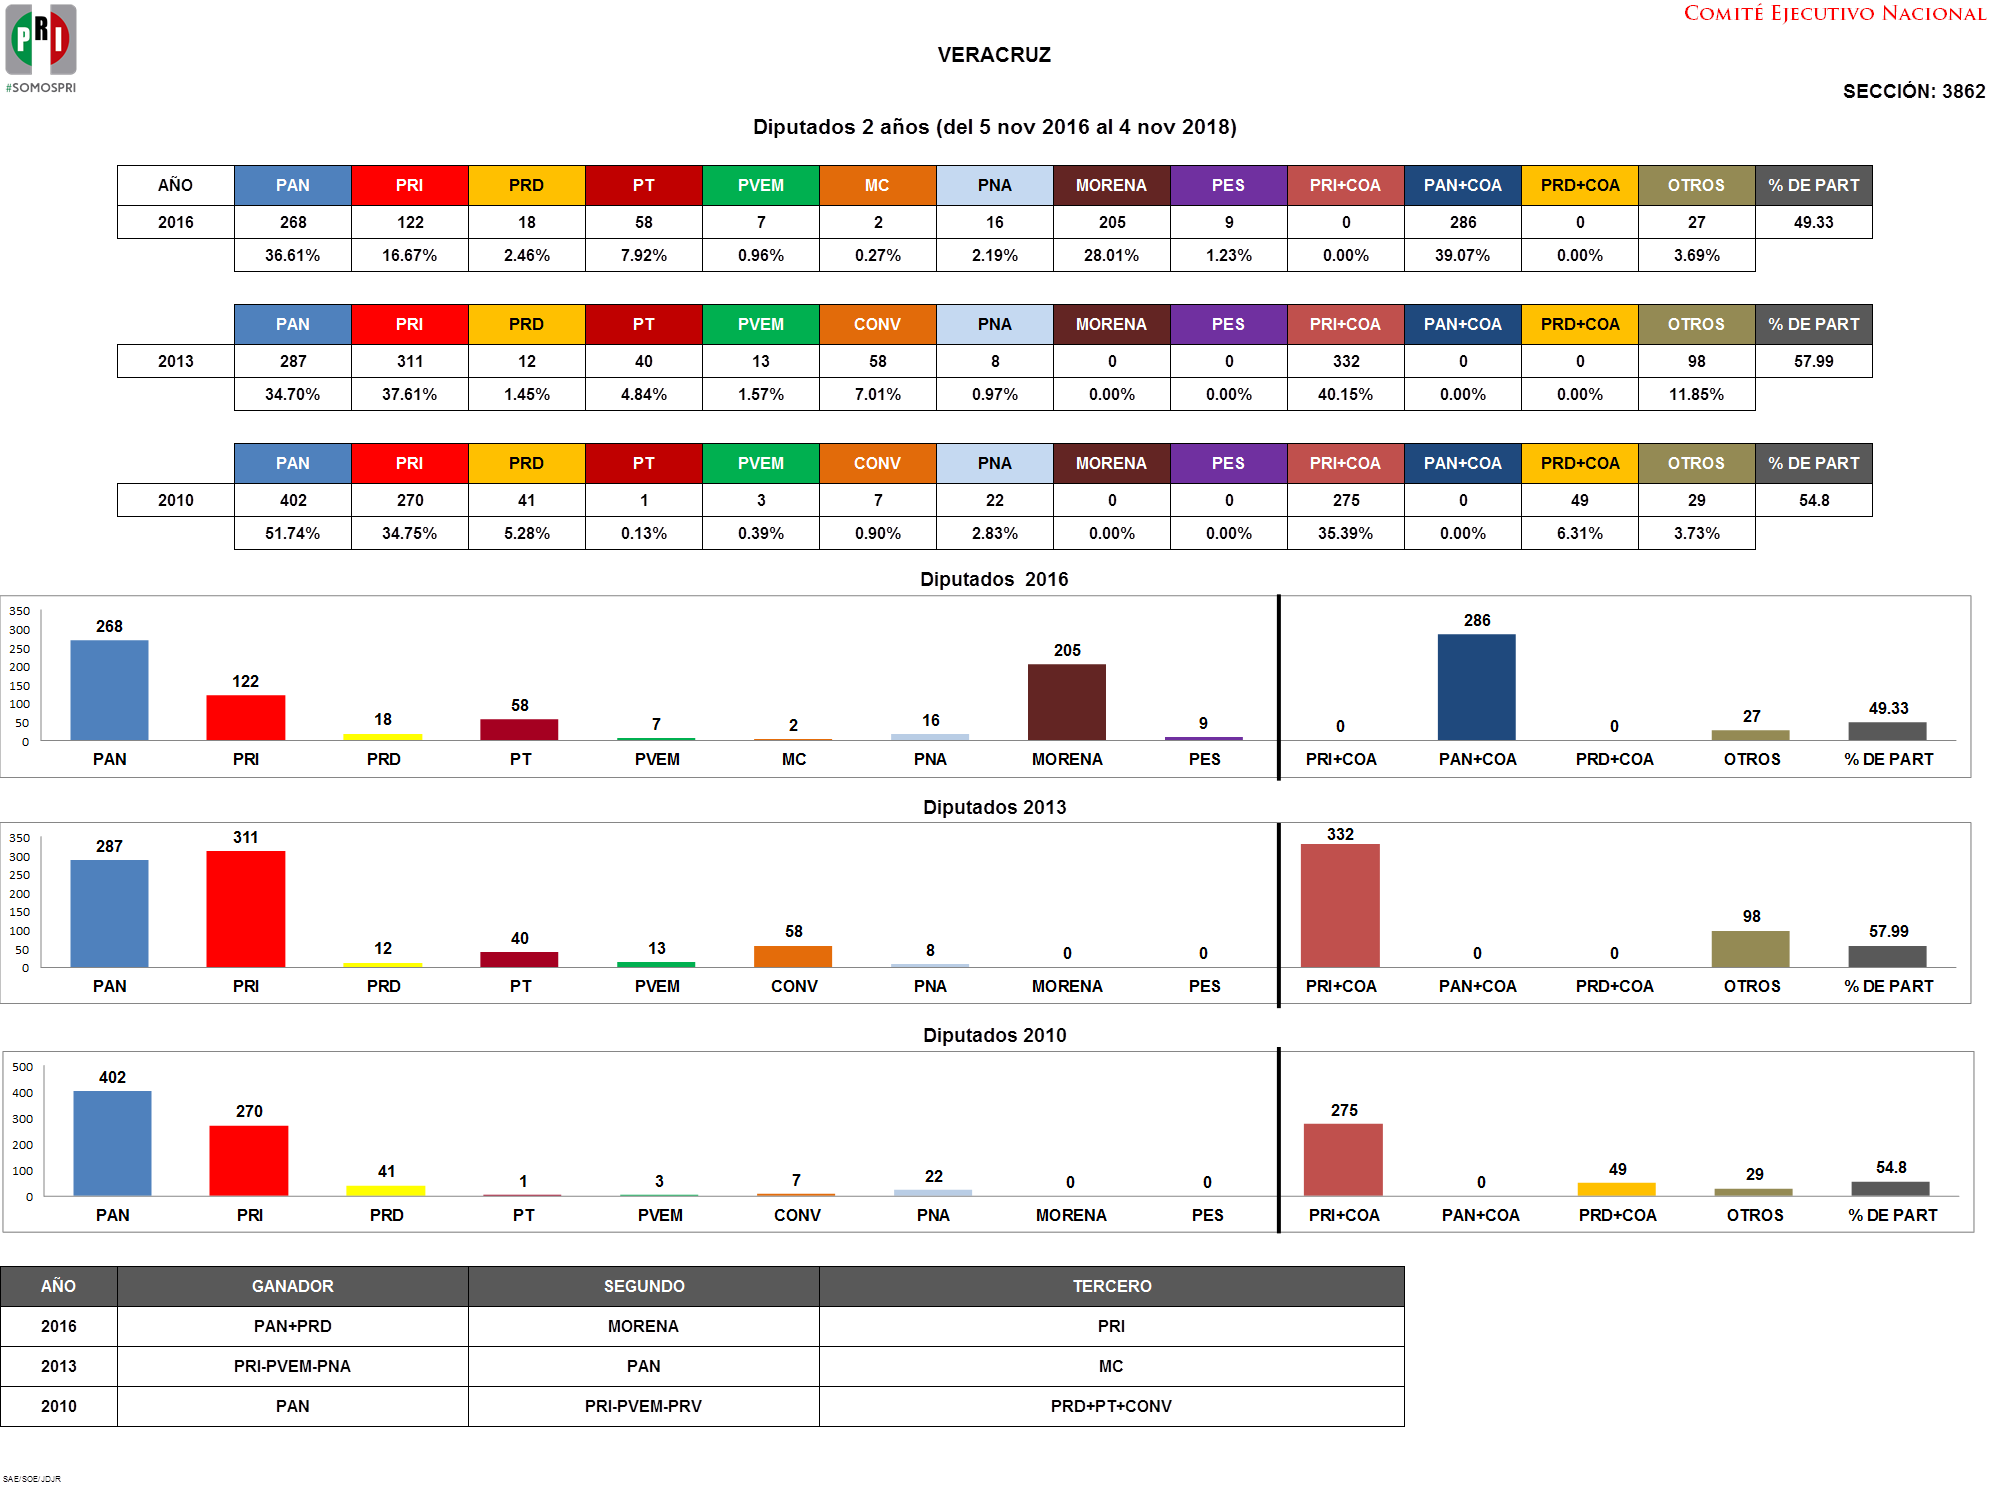 PRI
#SOMOSPRI
COMITÉ EJECUTIVO NACIONAL
VERACRUZ
SECCIÓN: 3862
Diputados 2 años (del 5 nov 2016 al 4 nov 2018)
AÑO PAN PRI PRD PT PVEM MC PNA MORENA PES PRI+COA PAN+COA PRD+COA OTROS % DE PART
2016 268 122 18 58 7 2 16 205 9 0 286 0 27 49.33
36.61% 16.67% 2.46% 7.92% 0.96% 0.27% 2.19% 28.01% 1.23% 0.00% 39.07% 0.00% 3.69%
PAN PRI PRD PT PVEM CONV PNA MORENA PES PRI+COA PAN+COA PRD+COA OTROS % DE PART
2013 287 311 12 40 13 58 8 0 0 332 0 0 98 57.99
34.70% 37.61% 1.45% 4.84% 1.57% 7.01% 0.97% 0.00% 0.00% 40.15% 0.00% 0.00% 11.85%
PAN PRI PRD PT PVEM CONV PNA MORENA PES PRI+COA PAN+COA PRD+COA OTROS % DE PART
2010 402 270 41 1 3 7 22 0 0 275 0 49 29 54.8
51.74% 34.75% 5.28% 0.13% 0.39% 0.90% 2.83% 0.00% 0.00% 35.39% 0.00% 6.31% 3.73%
Diputados 2016
350
300
250
200
150
100
50
0
268 122 18 58 7 2 16 205 9 0 286 0 27 49.33
PAN PRI PRD PT PVEM MC PNA MORENA PES PRI+COA PAN+COA PRD+COA OTROS % DE PART
Diputados 2013
350
300
250
200
150
100
50
0
287 311 12 40 13 58 8 0 0 332 0 0 98 57.99
PAN PRI PRD PT PVEM CONV PNA MORENA PES PRI+COA PAN+COA PRD+COA OTROS % DE PART
Diputados 2010
500
400
300
200
100
0
402 270 41 1 3 7 22 0 0 275 0 49 29 54.8
PAN PRI PRD PT PVEM CONV PNA MORENA PES PRI+COA PAN+COA PRD+COA OTROS % DE PART
AÑO GANADOR SEGUNDO TERCERO
2016 PAN+PRD MORENA PRI
2013 PRI-PVEM-PNA PAN MC
2010 PAN PRI-PVEM-PRV PRD+PT+CONV
SAE/SOE/JDJR